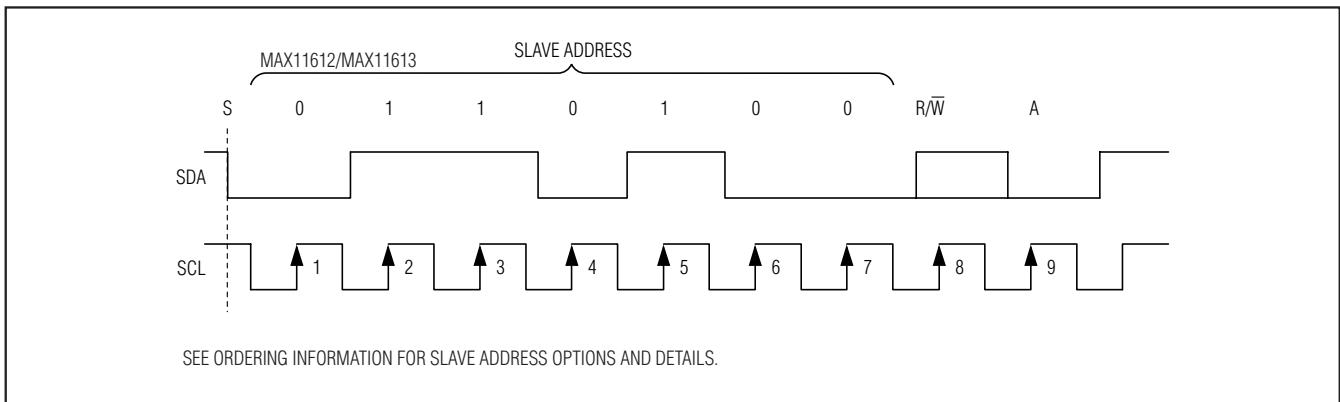 SLAVE ADDRESS
MAX11612/MAX11613
S 0 1 1 0 1 0 0 R/W̅ A
SDA
SCL 1 2 3 4 5 6 7 8 9
SEE ORDERING INFORMATION FOR SLAVE ADDRESS OPTIONS AND DETAILS.